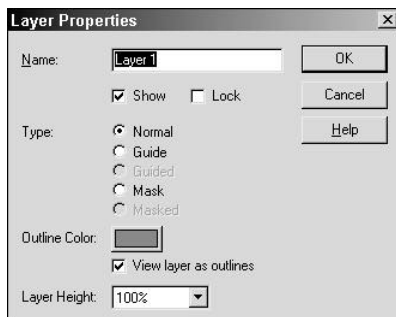 Layer Properties
Name: Layer 1 OK
Show Lock Cancel
Type: Normal Help
Guide
Guided
Mask
Masked
Outline Color:
View layer as outlines
Layer Height: 100%